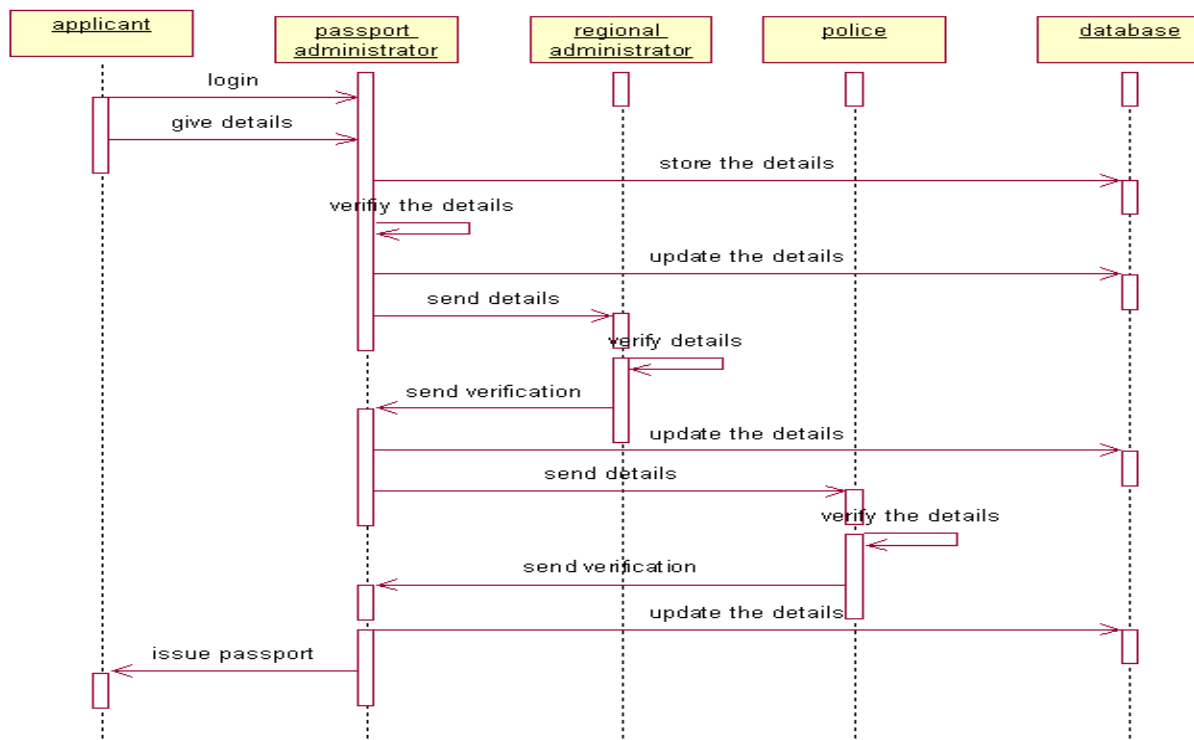 applicant
passport
administrator
regional
administrator
police
database
login
give details
store the details
verifiy the details
update the details
send details
verify details
send verification
update the details
send details
verify the details
send verification
update the details
issue passport